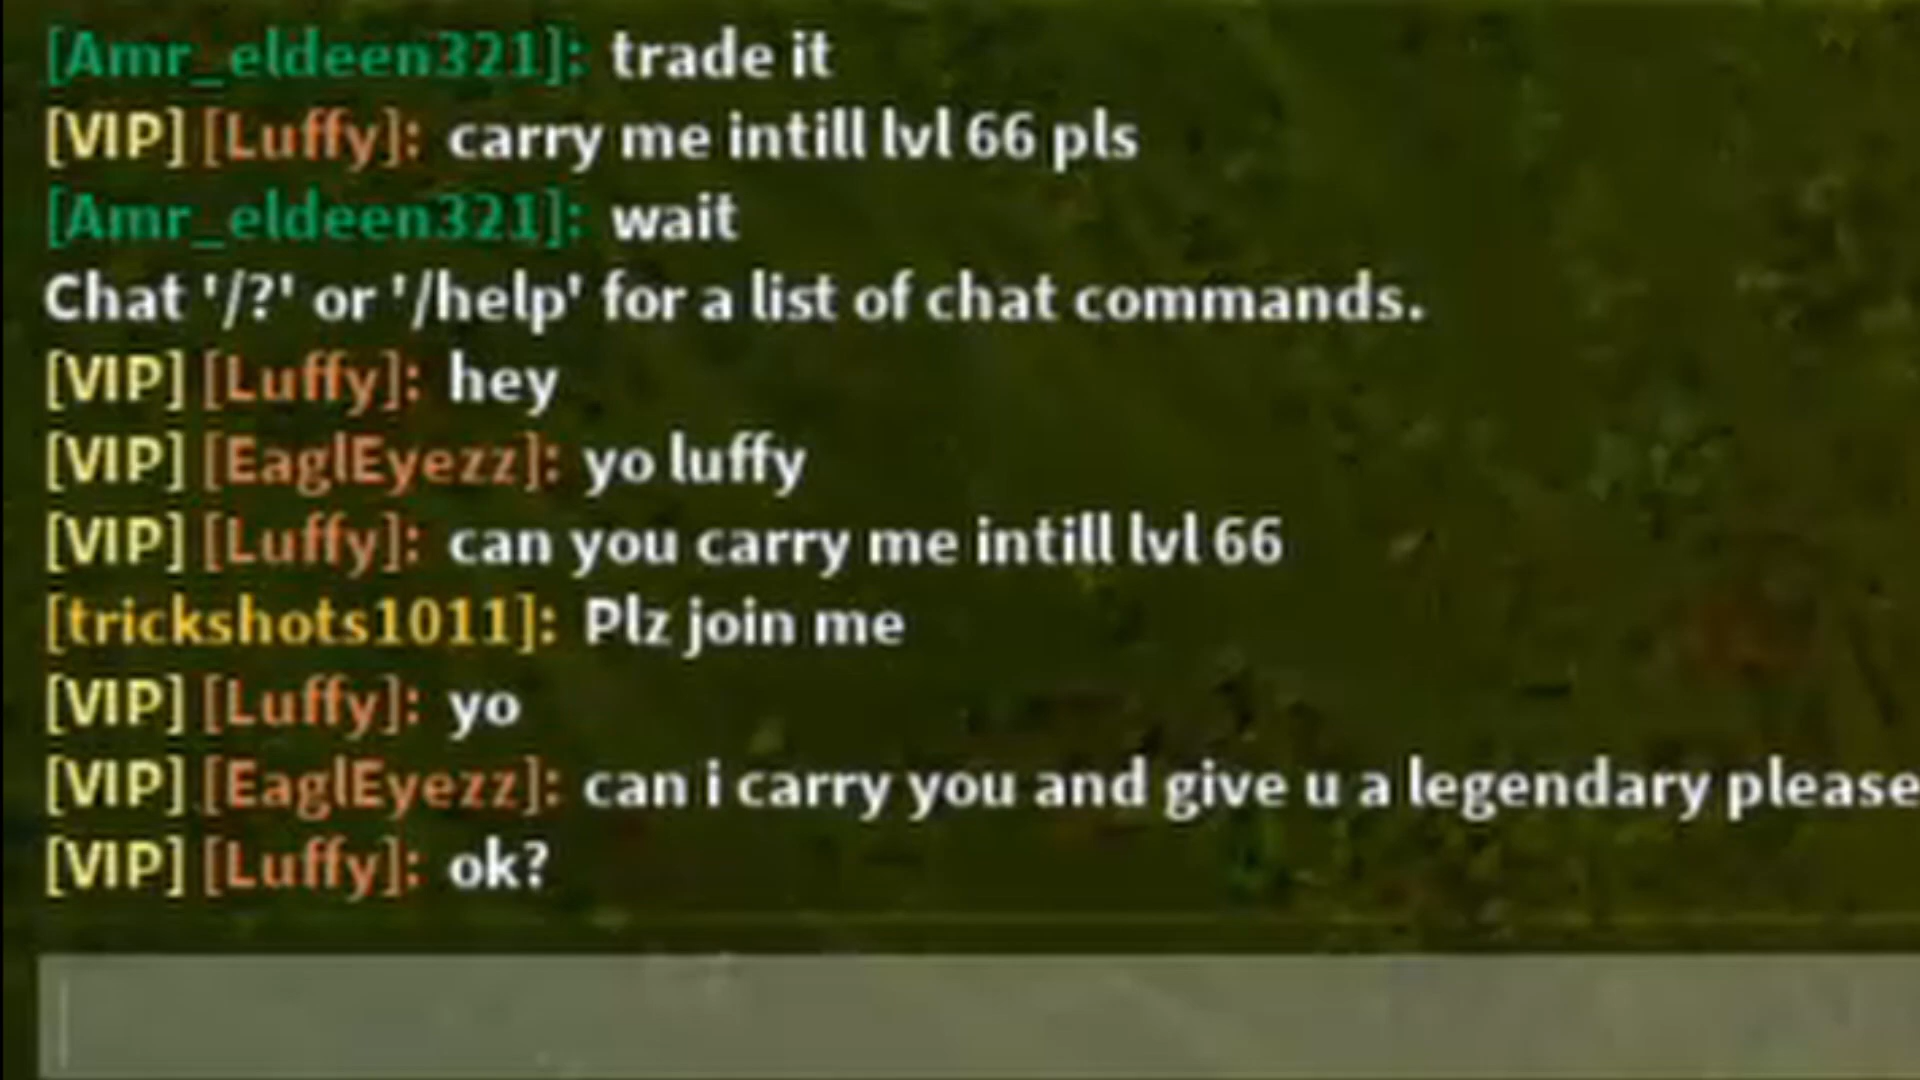 [Amr_eldeen321]: trade it
[VIP] [Luffy]: carry me intill lvl 66 pls
[Amr_eldeen321]: wait
Chat '/?' or '/help' for a list of chat commands.
[VIP] [Luffy]: hey
[VIP] [EaglEyezz]: yo luffy
[VIP] [Luffy]: can you carry me intill lvl 66
[trickshots1011]: Plz join me
[VIP] [Luffy]: yo
[VIP] [EaglEyezz]: can i carry you and give u a legendary please
[VIP] [Luffy]: ok?